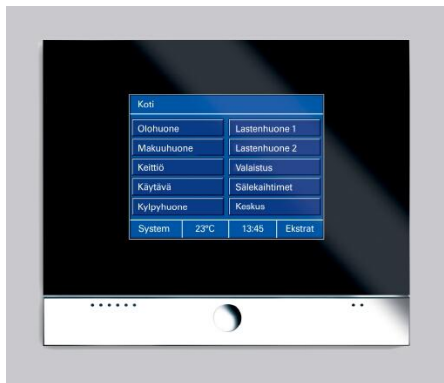 Koti
Olohuone
Lastenhuone 1
Makuuhuone
Lastenhuone 2
Keittiö
Valaistus
Käytävä
Sälekaihtimet
Kylpyhuone
Keskus
System 23°C 13:45 Ekstrat